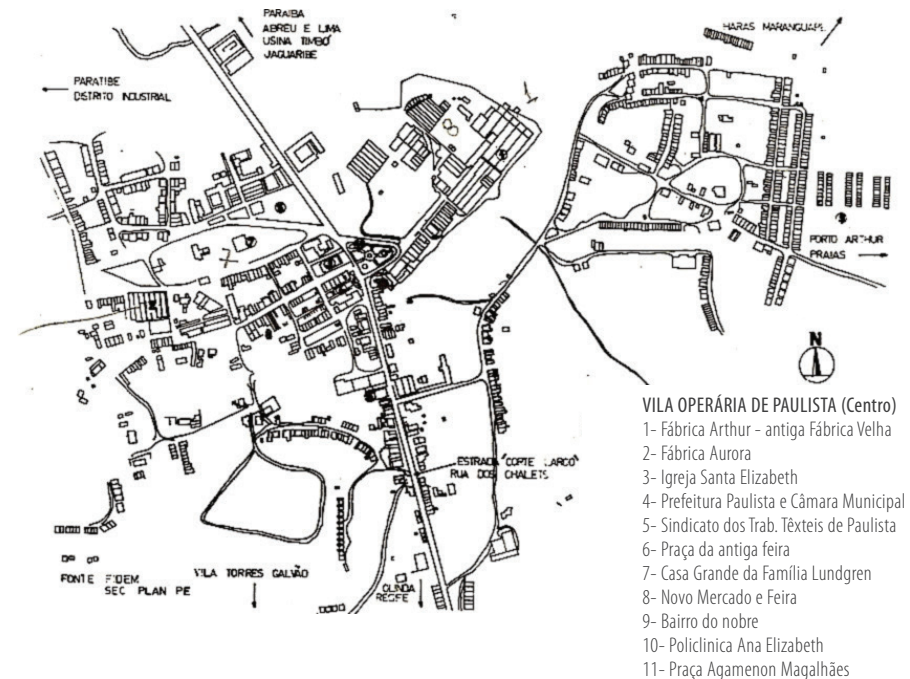 PARAIBA
ABREU E LIMA
USINA TIMBÓ
JAGUARIBE
HARAS MARANGUAPE
PARATIBE
DISTRITO INDUSTRIAL
PORTO ARTHUR
PRAIAS
N
ESTRADA "CORTE LARGO"
RUA DOS CHALETS
FONTE FIDEM
SEC PLAN PE
VILA TORRES GALVÃO
OLINDA
RECIFE
VILA OPERÁRIA DE PAULISTA (Centro)
1- Fábrica Arthur - antiga Fábrica Velha
2- Fábrica Aurora
3- Igreja Santa Elizabeth
4- Prefeitura Paulista e Câmara Municipal
5- Sindicato dos Trab. Têxteis de Paulista
6- Praça da antiga feira
7- Casa Grande da Família Lundgren
8- Novo Mercado e Feira
9- Bairro do nobre
10- Policlinica Ana Elizabeth
11- Praça Agamenon Magalhães